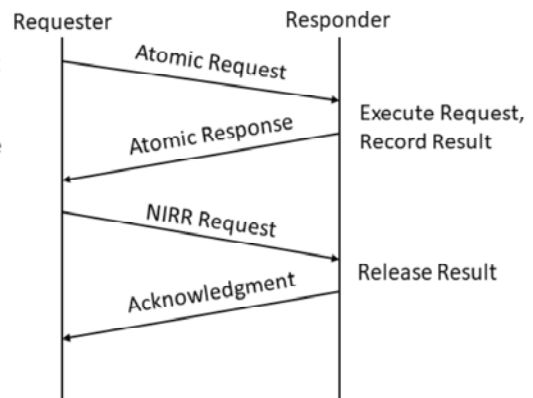 Requester
Responder
Atomic Request
Execute Request,
Record Result
Atomic Response
NIRR Request
Release Result
Acknowledgment